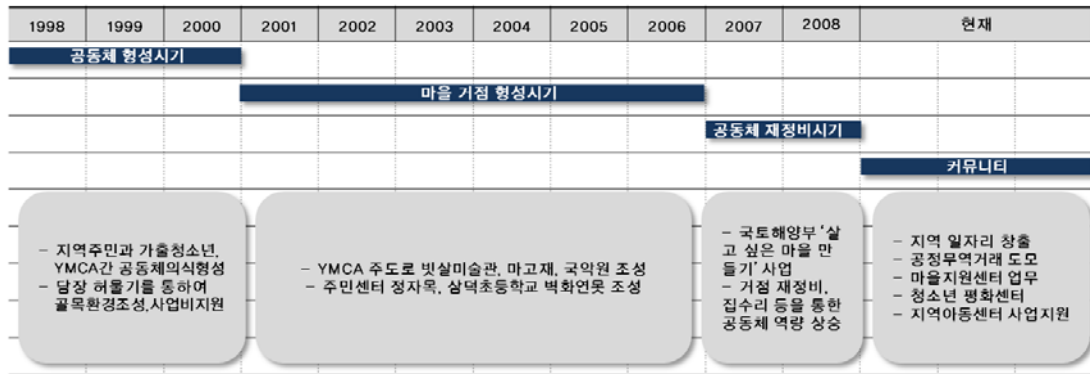 1998 1999 2000 2001 2002 2003 2004 2005 2006 2007 2008 현재
공동체 형성시기
마을 거점 형성시기
공동체 재정비시기
커뮤니티
– 지역주민과 가출청소년,
YMCA간 공동체의식형성
– 담장 허물기를 통하여
골목환경조성,사업비지원
– YMCA 주도로 빗살미술관, 마고재, 국악원 조성
– 주민센터 정자목, 삼덕초등학교 벽화연못 조성
– 국토해양부 '살
고 싶은 마을 만
들기' 사업
– 거점 재정비,
집수리 등을 통한
공동체 역량 상승
– 지역 일자리 창출
– 공정무역거래 도모
– 마을지원센터 업무
– 청소년 평화센터
– 지역아동센터 사업지원